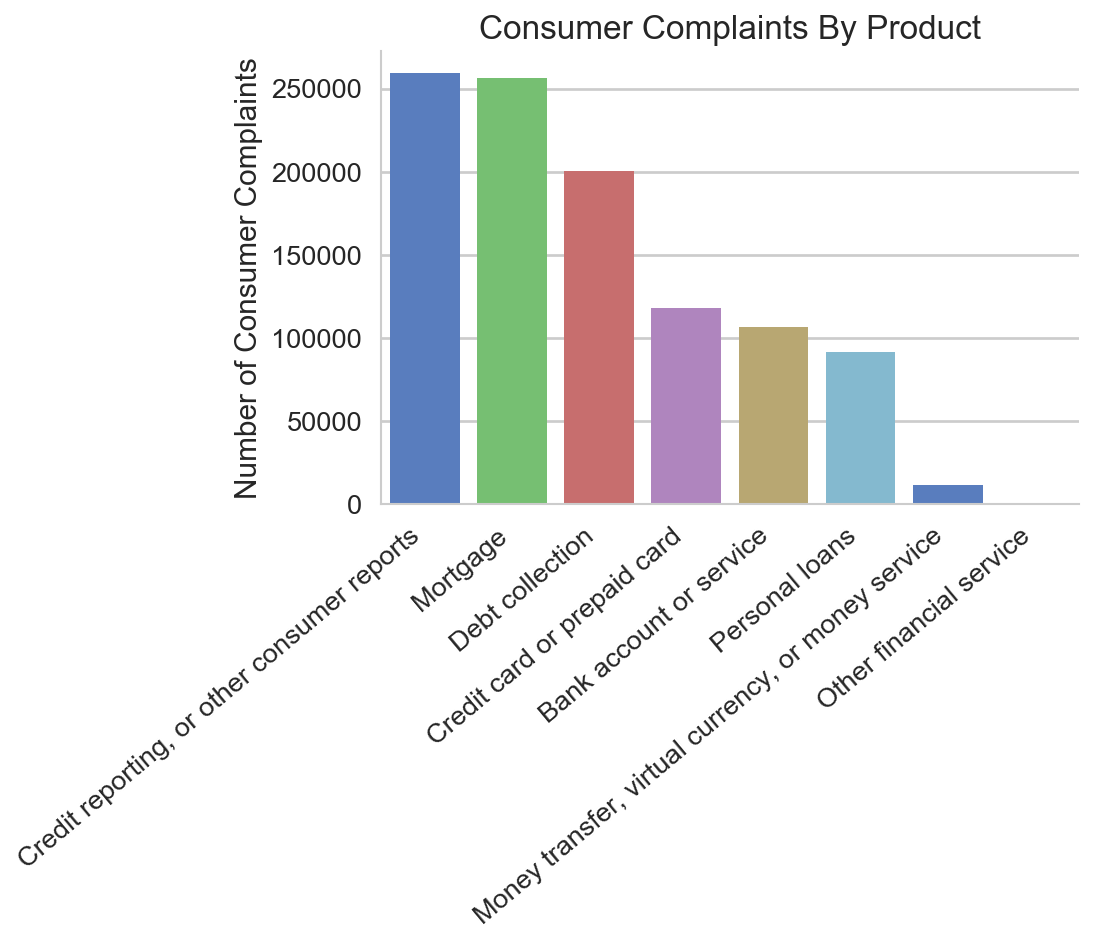 Consumer Complaints By Product
Number of Consumer Complaints
250000
200000
150000
100000
50000
0
Credit reporting, or other consumer reports
Mortgage
Debt collection
Credit card or prepaid card
Bank account or service
Personal loans
Money transfer, virtual currency, or money service
Other financial service